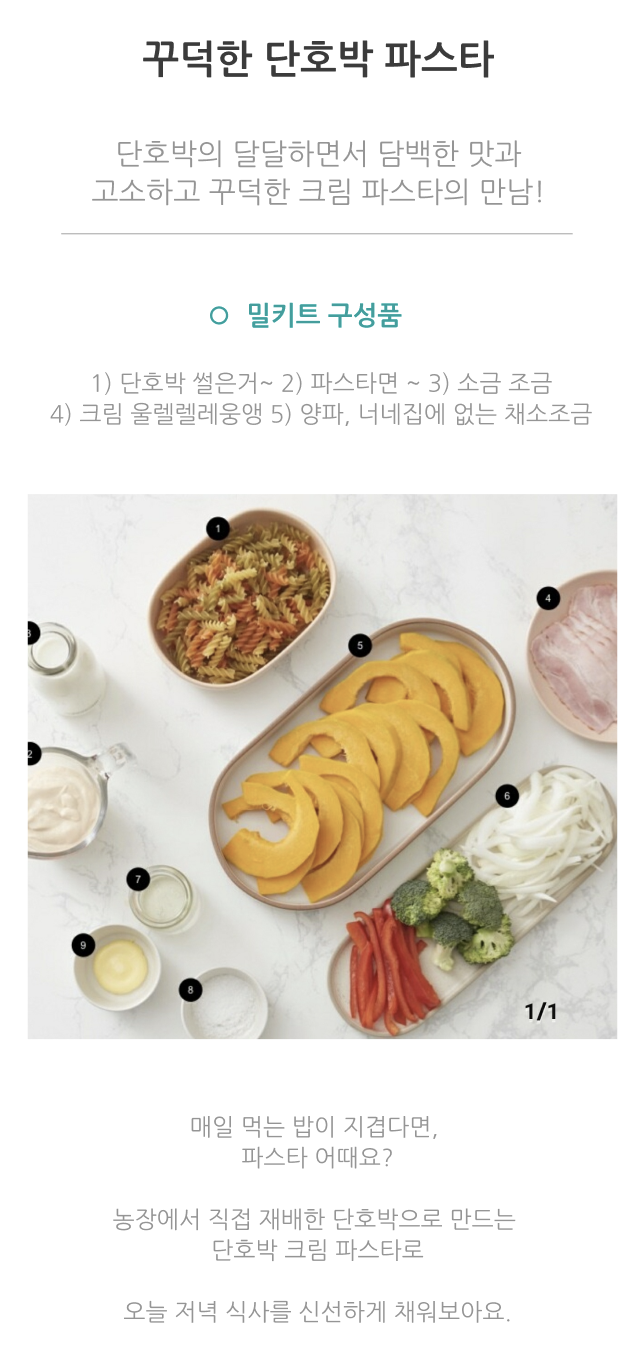 꾸덕한 단호박 파스타
단호박의 달달하면서 담백한 맛과
고소하고 꾸덕한 크림 파스타의 만남!
밀키트 구성품
1) 단호박 썰은거~ 2) 파스타면 ~ 3) 소금 조금
4) 크림 울렐렐레웅앵 5) 양파, 너네집에 없는 채소조금
1
3
4
5
2
6
7
9
8
1/1
매일 먹는 밥이 지겹다면,
파스타 어때요?
농장에서 직접 재배한 단호박으로 만드는
단호박 크림 파스타로
오늘 저녁 식사를 신선하게 채워보아요.